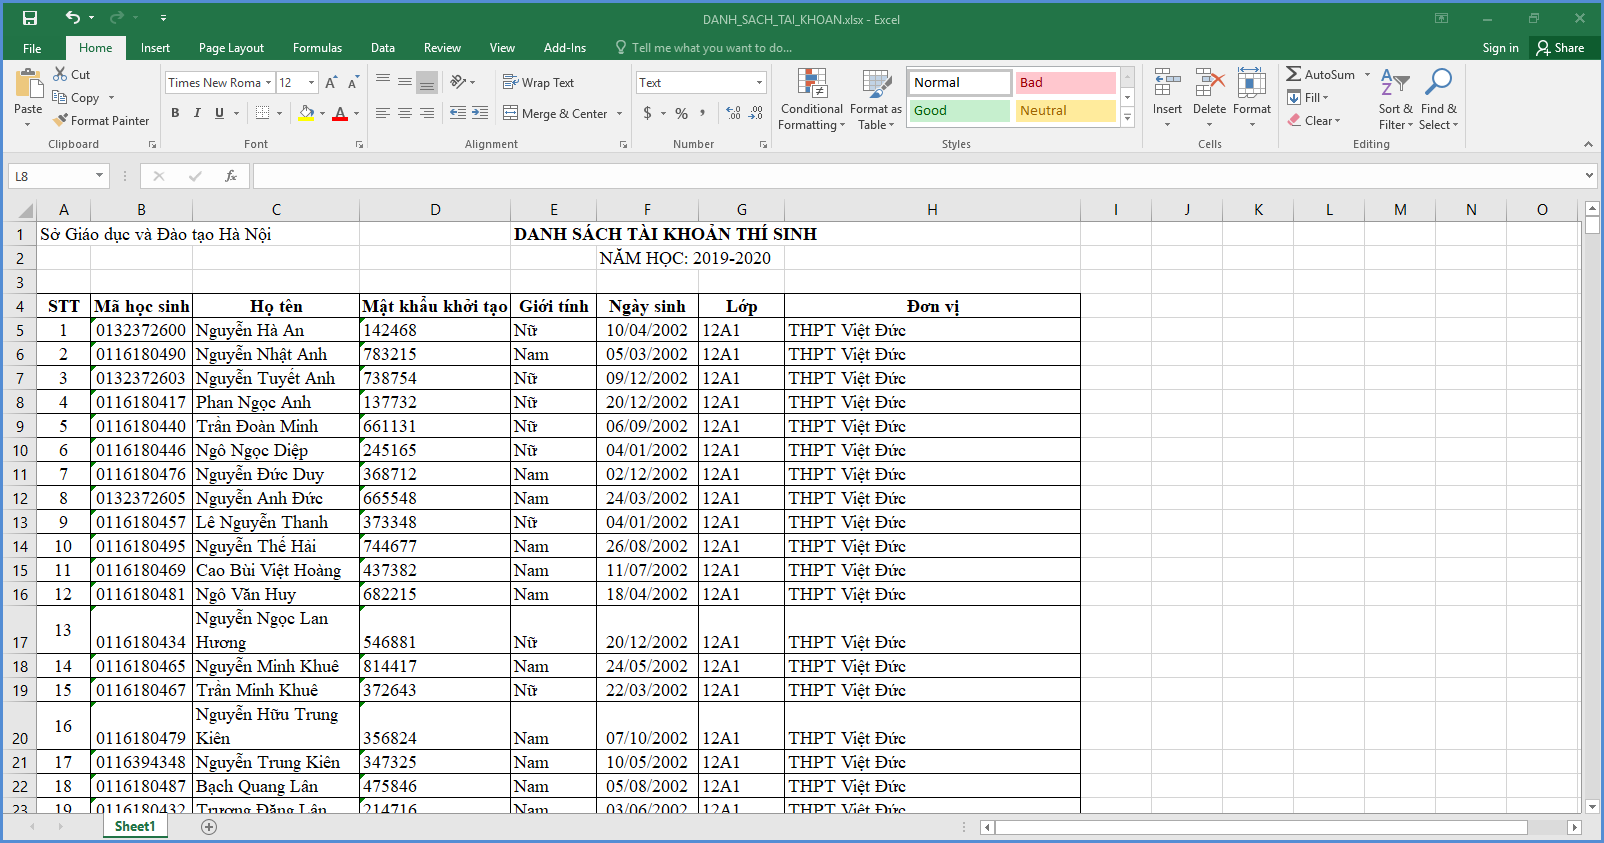 DANH_SACH_TAI_KHOAN.xlsx - Excel
File Home Insert Page Layout Formulas Data Review View Add-Ins Tell me what you want to do... Sign in Share
Paste
Cut
Copy
Format Painter
Clipboard
Times New Roma 12
B I U
Font
Wrap Text
Merge & Center
Alignment
Text
$ % ,
Number
Conditional Formatting
Format as Table
Normal Bad
Good Neutral
Styles
Insert Delete Format
Cells
AutoSum
Fill
Clear
Sort & Filter
Find & Select
Editing
L8 fx
A B C D E F G H I J K L M N O
1 Sở Giáo dục và Đào tạo Hà Nội DANH SÁCH TÀI KHOẢN THÍ SINH
2 NĂM HỌC: 2019-2020
3
4 STT Mã học sinh Họ tên Mật khẩu khởi tạo Giới tính Ngày sinh Lớp Đơn vị
5 1 0132372600 Nguyễn Hà An 142468 Nữ 10/04/2002 12A1 THPT Việt Đức
6 2 0116180490 Nguyễn Nhật Anh 783215 Nam 05/03/2002 12A1 THPT Việt Đức
7 3 0132372603 Nguyễn Tuyết Anh 738754 Nữ 09/12/2002 12A1 THPT Việt Đức
8 4 0116180417 Phan Ngọc Anh 137732 Nữ 20/12/2002 12A1 THPT Việt Đức
9 5 0116180440 Trần Đoàn Minh 661131 Nữ 06/09/2002 12A1 THPT Việt Đức
10 6 0116180446 Ngô Ngọc Diệp 245165 Nữ 04/01/2002 12A1 THPT Việt Đức
11 7 0116180476 Nguyễn Đức Duy 368712 Nam 02/12/2002 12A1 THPT Việt Đức
12 8 0132372605 Nguyễn Anh Đức 665548 Nam 24/03/2002 12A1 THPT Việt Đức
13 9 0116180457 Lê Nguyễn Thanh 373348 Nữ 04/01/2002 12A1 THPT Việt Đức
14 10 0116180495 Nguyễn Thế Hải 744677 Nam 26/08/2002 12A1 THPT Việt Đức
15 11 0116180469 Cao Bùi Việt Hoàng 437382 Nam 11/07/2002 12A1 THPT Việt Đức
16 12 0116180481 Ngô Văn Huy 682215 Nam 18/04/2002 12A1 THPT Việt Đức
17 13 0116180434 Nguyễn Ngọc Lan Hương 546881 Nữ 20/12/2002 12A1 THPT Việt Đức
18 14 0116180465 Nguyễn Minh Khuê 814417 Nam 24/05/2002 12A1 THPT Việt Đức
19 15 0116180467 Trần Minh Khuê 372643 Nữ 22/03/2002 12A1 THPT Việt Đức
20 16 0116180479 Nguyễn Hữu Trung Kiên 356824 Nam 07/10/2002 12A1 THPT Việt Đức
21 17 0116394348 Nguyễn Trung Kiên 347325 Nam 10/05/2002 12A1 THPT Việt Đức
22 18 0116180487 Bạch Quang Lân 475846 Nam 05/08/2002 12A1 THPT Việt Đức
23 19 0116180432 Trương Đăng Lân 214716 Nam 03/06/2002 12A1 THPT Việt Đức
Sheet1